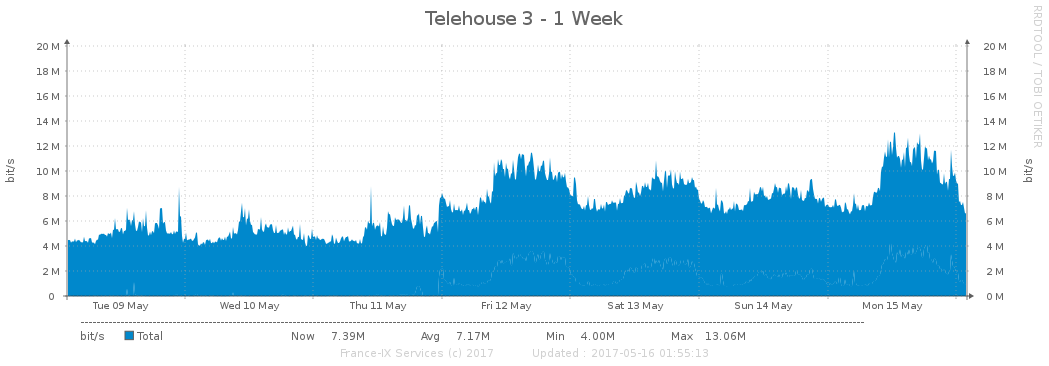 Telehouse 3 - 1 Week
RRDTOOL / TOBI OETIKER
bit/s
20 M
18 M
16 M
14 M
12 M
10 M
8 M
6 M
4 M
2 M
0
20 M
18 M
16 M
14 M
12 M
10 M
8 M
6 M
4 M
2 M
0 M
bit/s
Tue 09 May Wed 10 May Thu 11 May Fri 12 May Sat 13 May Sun 14 May Mon 15 May
bit/s Total Now 7.39M Avg 7.17M Min 4.00M Max 13.06M
France-IX Services (c) 2017 Updated : 2017-05-16 01:55:13